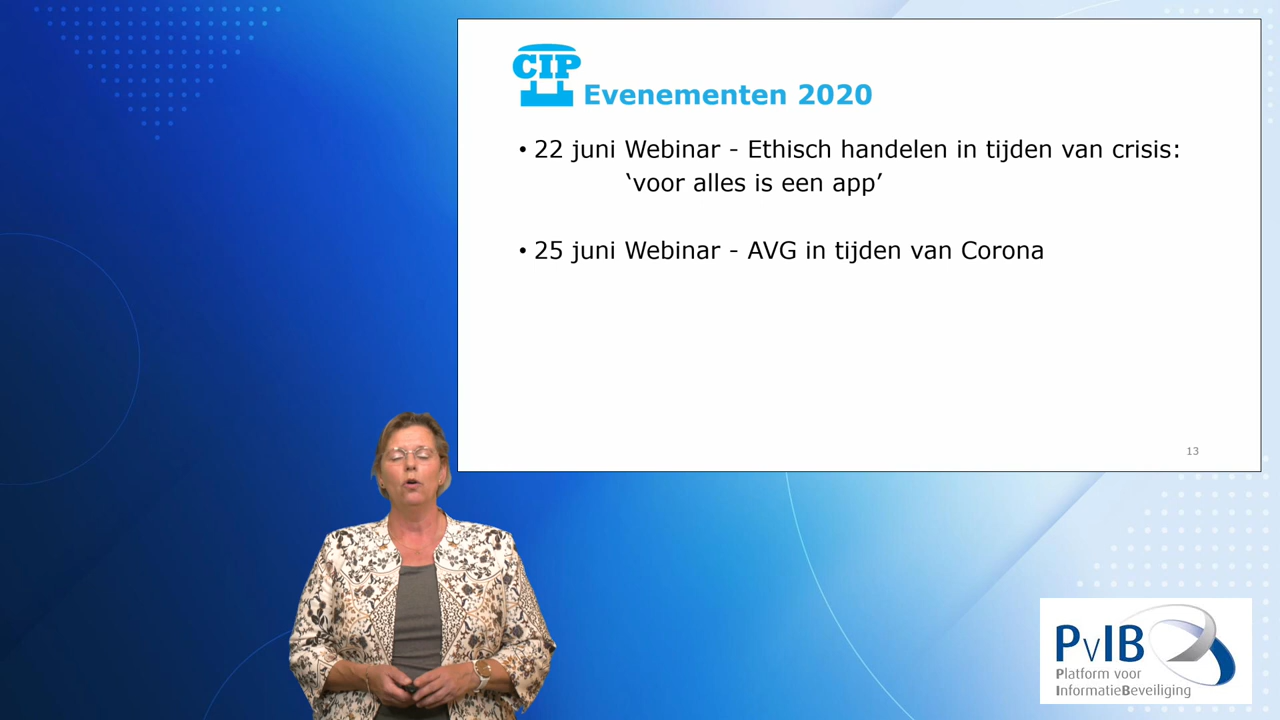 CIP
Evenementen 2020
• 22 juni Webinar - Ethisch handelen in tijden van crisis:
‘voor alles is een app’
• 25 juni Webinar - AVG in tijden van Corona
13
PvIB
Platform voor
InformatieBeveiliging